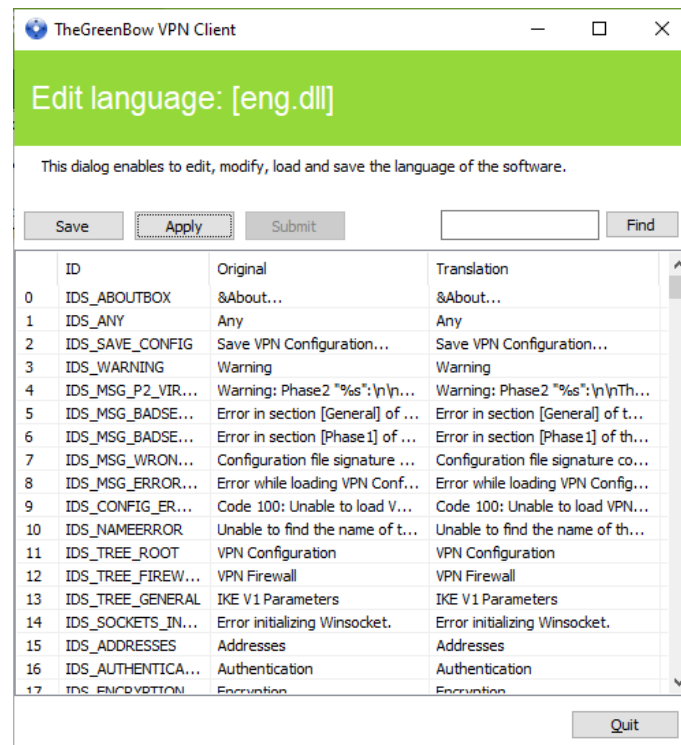 TheGreenBow VPN Client
Edit language: [eng.dll]
This dialog enables to edit, modify, load and save the language of the software.
Save Apply Submit Find
ID Original Translation
0 IDS_ABOUTBOX &About... &About...
1 IDS_ANY Any Any
2 IDS_SAVE_CONFIG Save VPN Configuration... Save VPN Configuration...
3 IDS_WARNING Warning Warning
4 IDS_MSG_P2_VIR... Warning: Phase2 "%s":\n\n... Warning: Phase2 "%s":\n\nTh...
5 IDS_MSG_BADSE... Error in section [General] of ... Error in section [General] of t...
6 IDS_MSG_BADSE... Error in section [Phase1] of ... Error in section [Phase1] of th...
7 IDS_MSG_WRON... Configuration file signature ... Configuration file signature co...
8 IDS_MSG_ERROR... Error while loading VPN Conf... Error while loading VPN Config...
9 IDS_CONFIG_ER... Code 100: Unable to load V... Code 100: Unable to load VPN...
10 IDS_NAMEERROR Unable to find the name of t... Unable to find the name of th...
11 IDS_TREE_ROOT VPN Configuration VPN Configuration
12 IDS_TREE_FIREW... VPN Firewall VPN Firewall
13 IDS_TREE_GENERAL IKE V1 Parameters IKE V1 Parameters
14 IDS_SOCKETS_IN... Error initializing Winsocket. Error initializing Winsocket.
15 IDS_ADDRESSES Addresses Addresses
16 IDS_AUTHENTICA... Authentication Authentication
17 IDS_ENCRYPTION Encryption Encryption
Quit